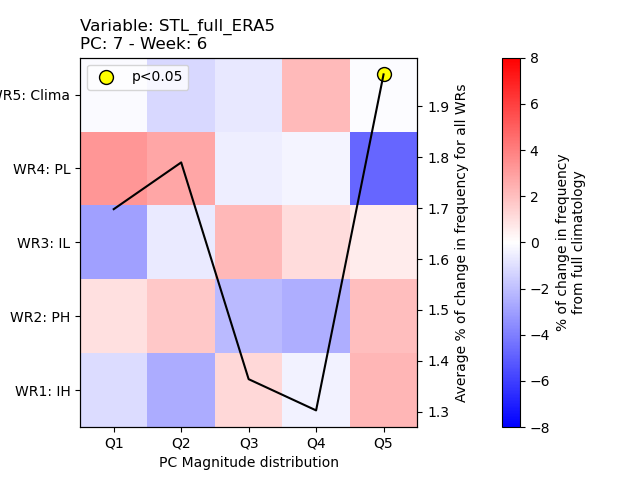 Variable: STL_full_ERA5
PC: 7 - Week: 6
p<0.05
WR5: Clima
WR4: PL
WR3: IL
WR2: PH
WR1: IH
Q1 Q2 Q3 Q4 Q5
PC Magnitude distribution
1.9
1.8
1.7
1.6
1.5
1.4
1.3
Average % of change in frequency for all WRs
8
6
4
2
0
−2
−4
−6
−8
% of change in frequency
from full climatology